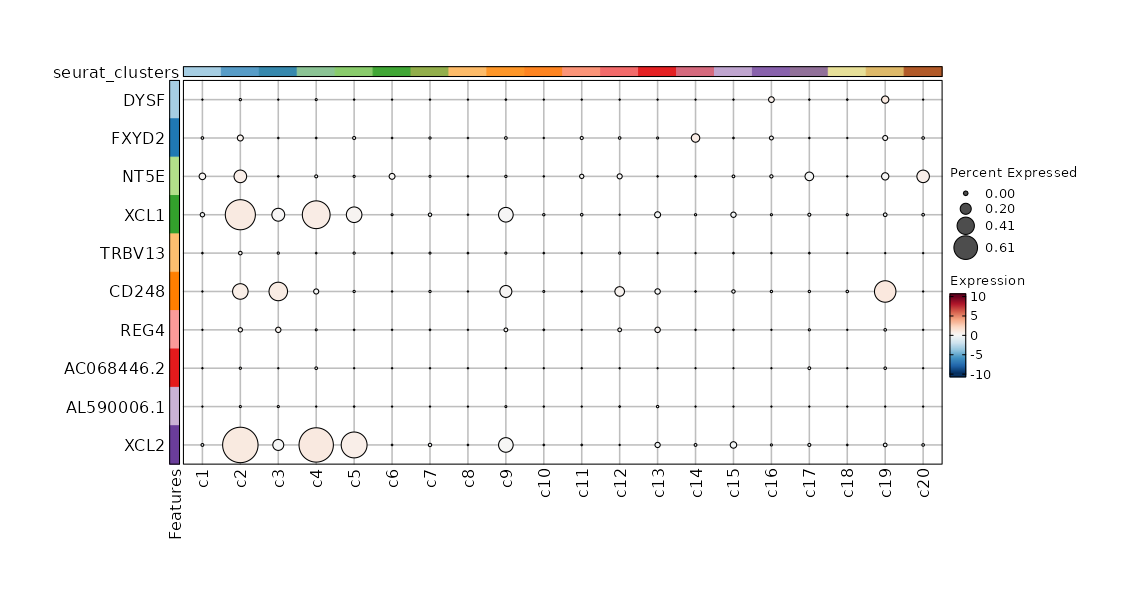 seurat_clusters
DYSF
FXYD2
NT5E
XCL1
TRBV13
CD248
REG4
AC068446.2
AL590006.1
XCL2
Features
c1
c2
c3
c4
c5
c6
c7
c8
c9
c10
c11
c12
c13
c14
c15
c16
c17
c18
c19
c20
Percent Expressed
0.00
0.20
0.41
0.61
Expression
10
5
0
-5
-10